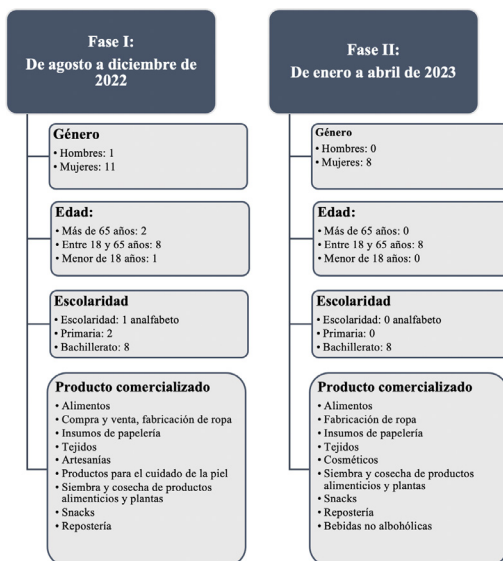 Fase I:
De agosto a diciembre de
2022
Género
• Hombres: 1
• Mujeres: 11
Edad:
• Más de 65 años: 2
• Entre 18 y 65 años: 8
• Menor de 18 años: 1
Escolaridad
• Escolaridad: 1 analfabeto
• Primaria: 2
• Bachillerato: 8
Producto comercializado
• Alimentos
• Compra y venta, fabricación de ropa
• Insumos de papelería
• Tejidos
• Artesanías
• Productos para el cuidado de la piel
• Siembra y cosecha de productos
alimenticios y plantas
• Snacks
• Repostería
Fase II:
De enero a abril de 2023
Género
• Hombres: 0
• Mujeres: 8
Edad:
• Más de 65 años: 0
• Entre 18 y 65 años: 8
• Menor de 18 años: 0
Escolaridad
• Escolaridad: 0 analfabeto
• Primaria: 0
• Bachillerato: 8
Producto comercializado
• Alimentos
• Fabricación de ropa
• Insumos de papelería
• Tejidos
• Cosméticos
• Siembra y cosecha de productos
alimenticios y plantas
• Snacks
• Repostería
• Bebidas no albohólicas